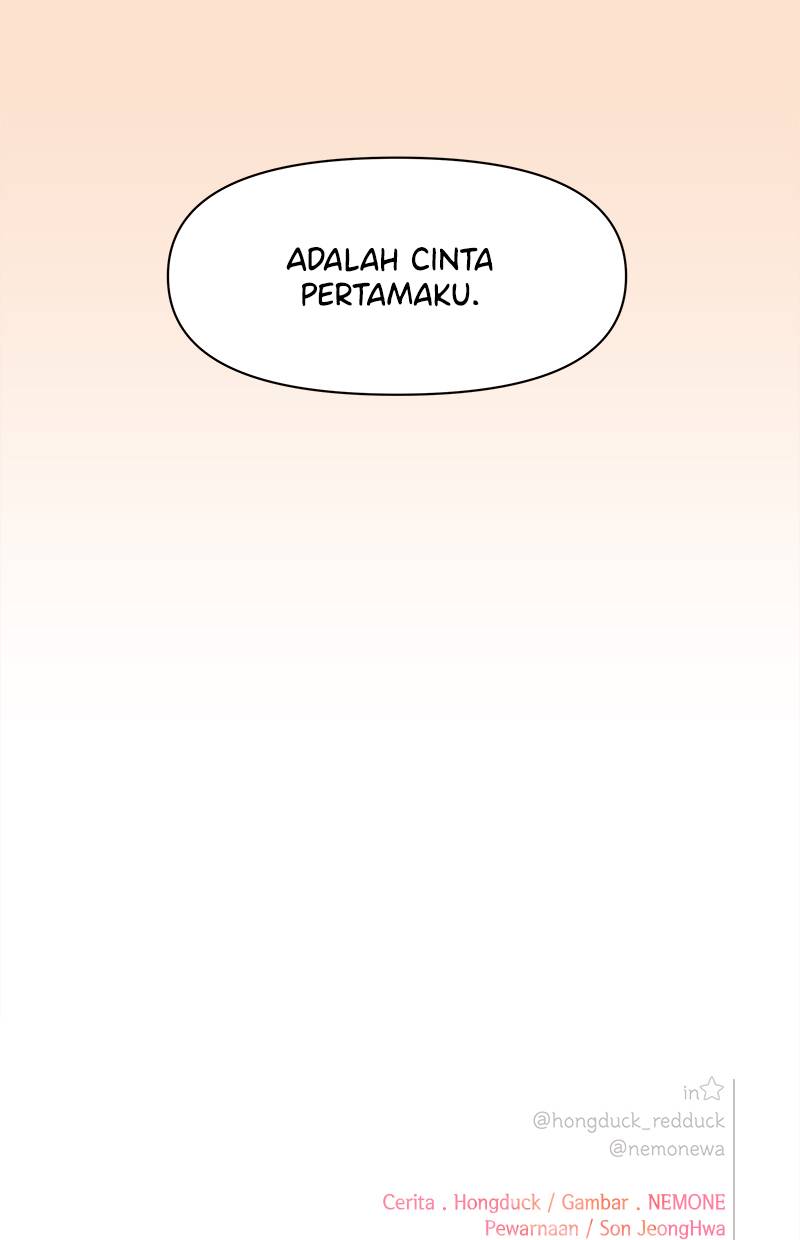 ADALAH CINTA
PERTAMAKU.
in☆
@hongduck_redduck
@nemonewa
Cerita . Hongduck / Gambar . NEMONE
Pewarnaan / Son JeongHwa